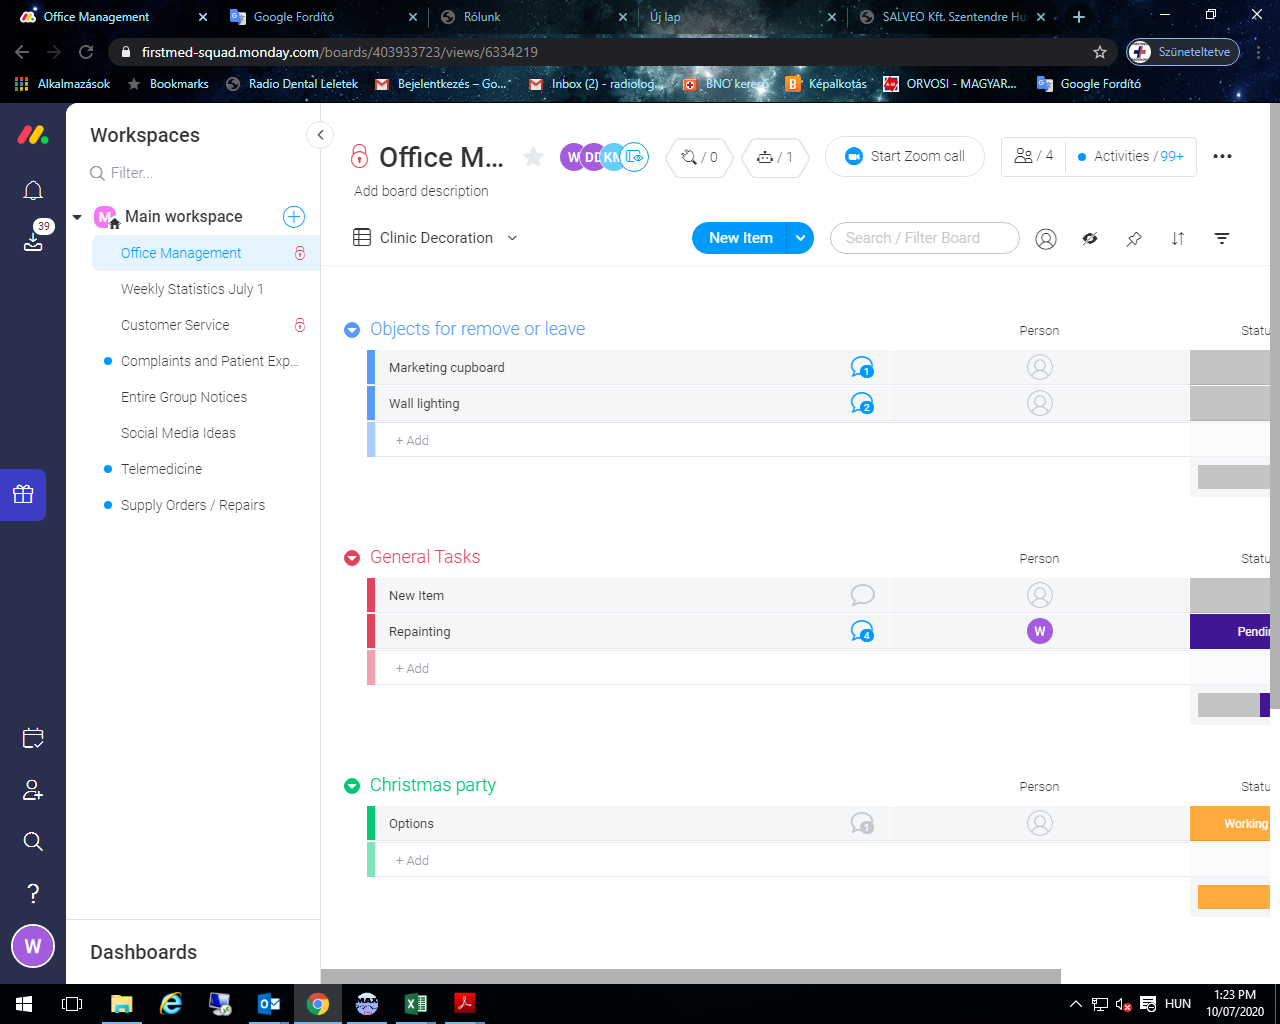 Office Management
Google Fordító
Rólunk
Új lap
SALVEO Kft. Szentendre Hu
firstmed-squad.monday.com/boards/403933723/views/6334219
Szüneteltetve
Alkalmazások
Bookmarks
Radio Dental Leletek
Bejelentkezés – Go...
Inbox (2) - radiolog...
BNO kereső
Képalkotás
ORVOSI - MAGYAR...
Google Fordító
Workspaces
Filter...
39
M
Main workspace
Office Management
Weekly Statistics July 1
Customer Service
Complaints and Patient Exp...
Entire Group Notices
Social Media Ideas
Telemedicine
Supply Orders / Repairs
Dashboards
W
Office M...
W DD KM
/ 0
/ 1
Start Zoom call
/ 4
Activities / 99+
Add board description
Clinic Decoration
New Item
Search / Filter Board
Objects for remove or leave
Person
Statu
Marketing cupboard
1
Wall lighting
2
+ Add
General Tasks
Person
Statu
New Item
Repainting
4
W
Pendin
+ Add
Christmas party
Person
Statu
Options
1
Working
+ Add
MAX
HUN
1:23 PM
10/07/2020